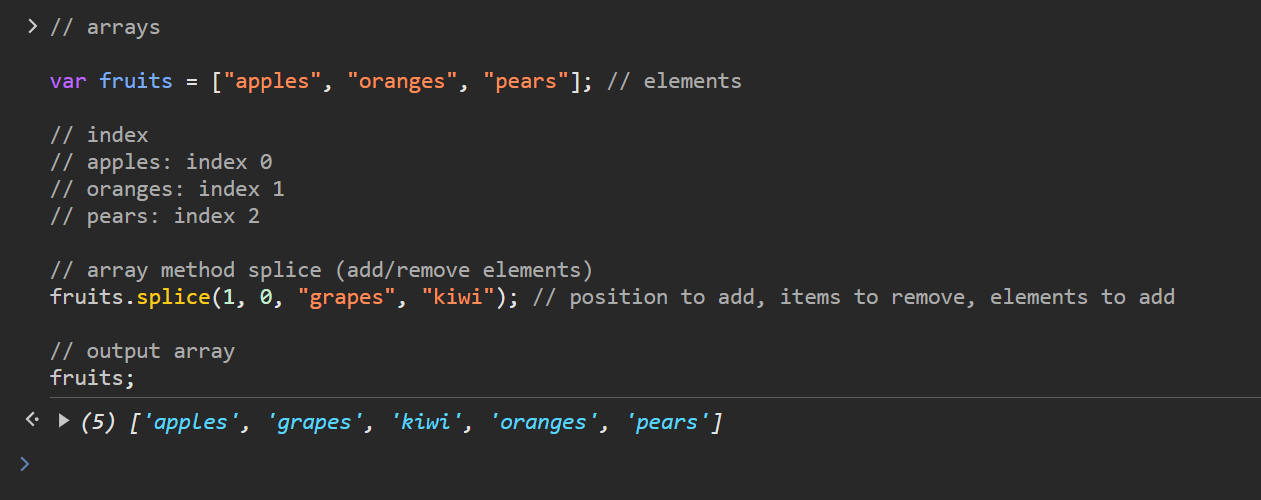 // arrays
var fruits = ["apples", "oranges", "pears"]; // elements
// index
// apples: index 0
// oranges: index 1
// pears: index 2
// array method splice (add/remove elements)
fruits.splice(1, 0, "grapes", "kiwi"); // position to add, items to remove, elements to add
// output array
fruits;
(5) ['apples', 'grapes', 'kiwi', 'oranges', 'pears']